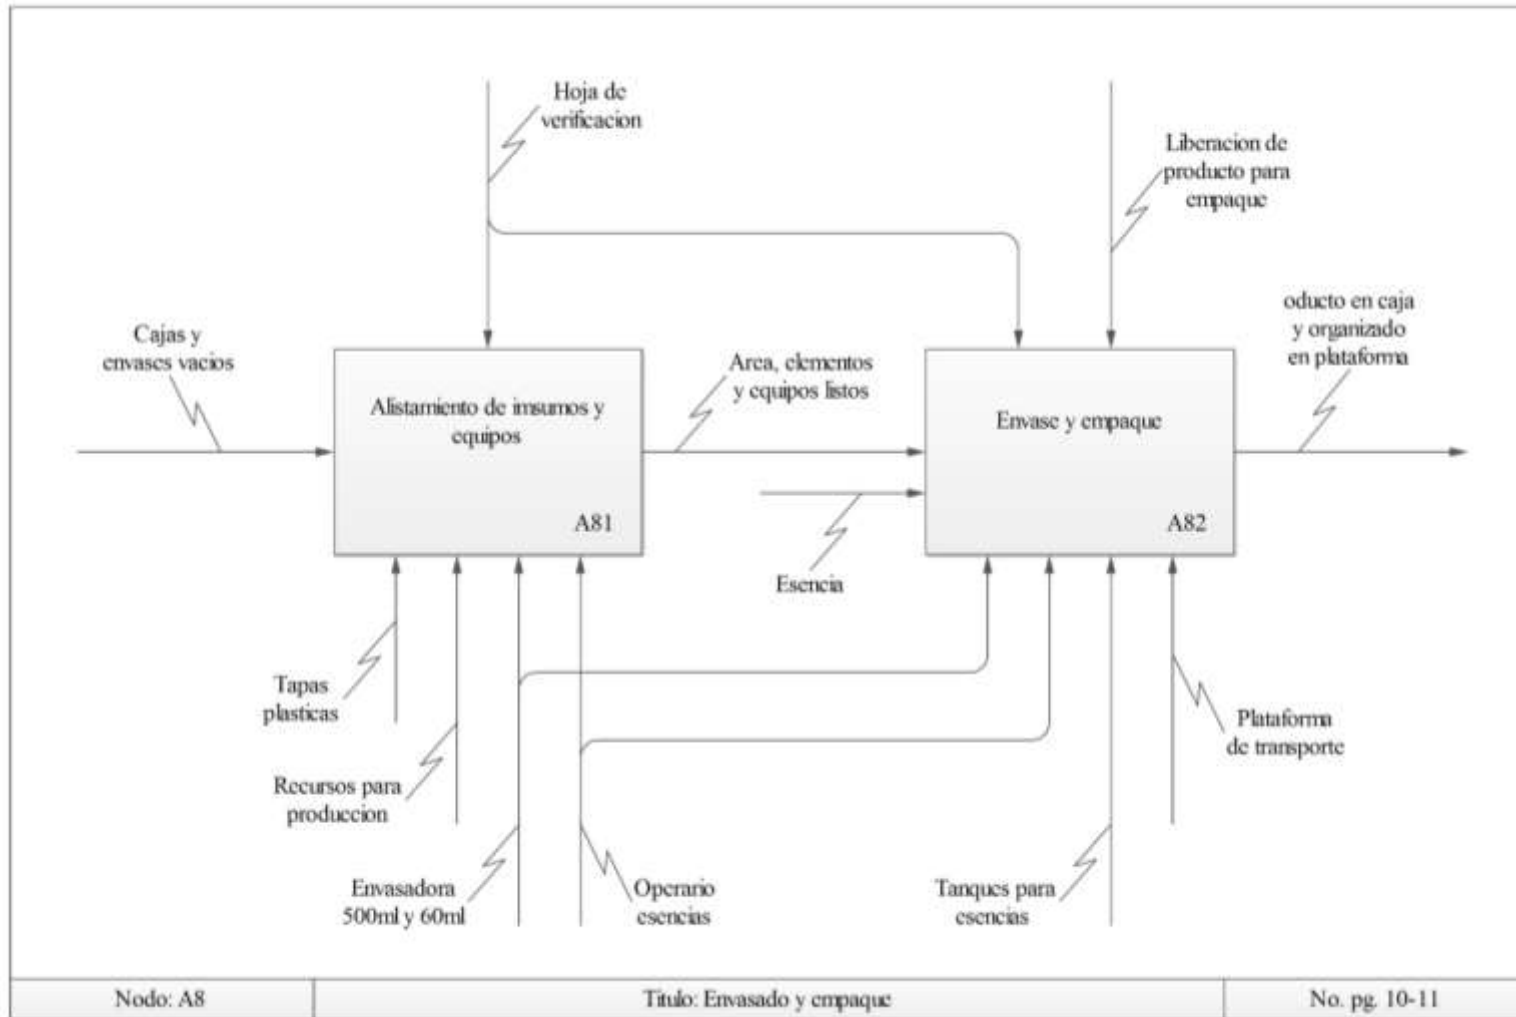 Hoja de
verificacion
Liberacion de
producto para
empaque
oducto en caja
y organizado
en plataforma
Cajas y
envases vacios
Area, elementos
y equipos listos
Alistamiento de imsumos y
equipos
A81
Envase y empaque
A82
Esencia
Tapas
plasticas
Recursos para
produccion
Envasadora
500ml y 60ml
Operario
esencias
Tanques para
esencias
Plataforma
de transporte
Nodo: A8
Titulo: Envasado y empaque
No. pg. 10-11